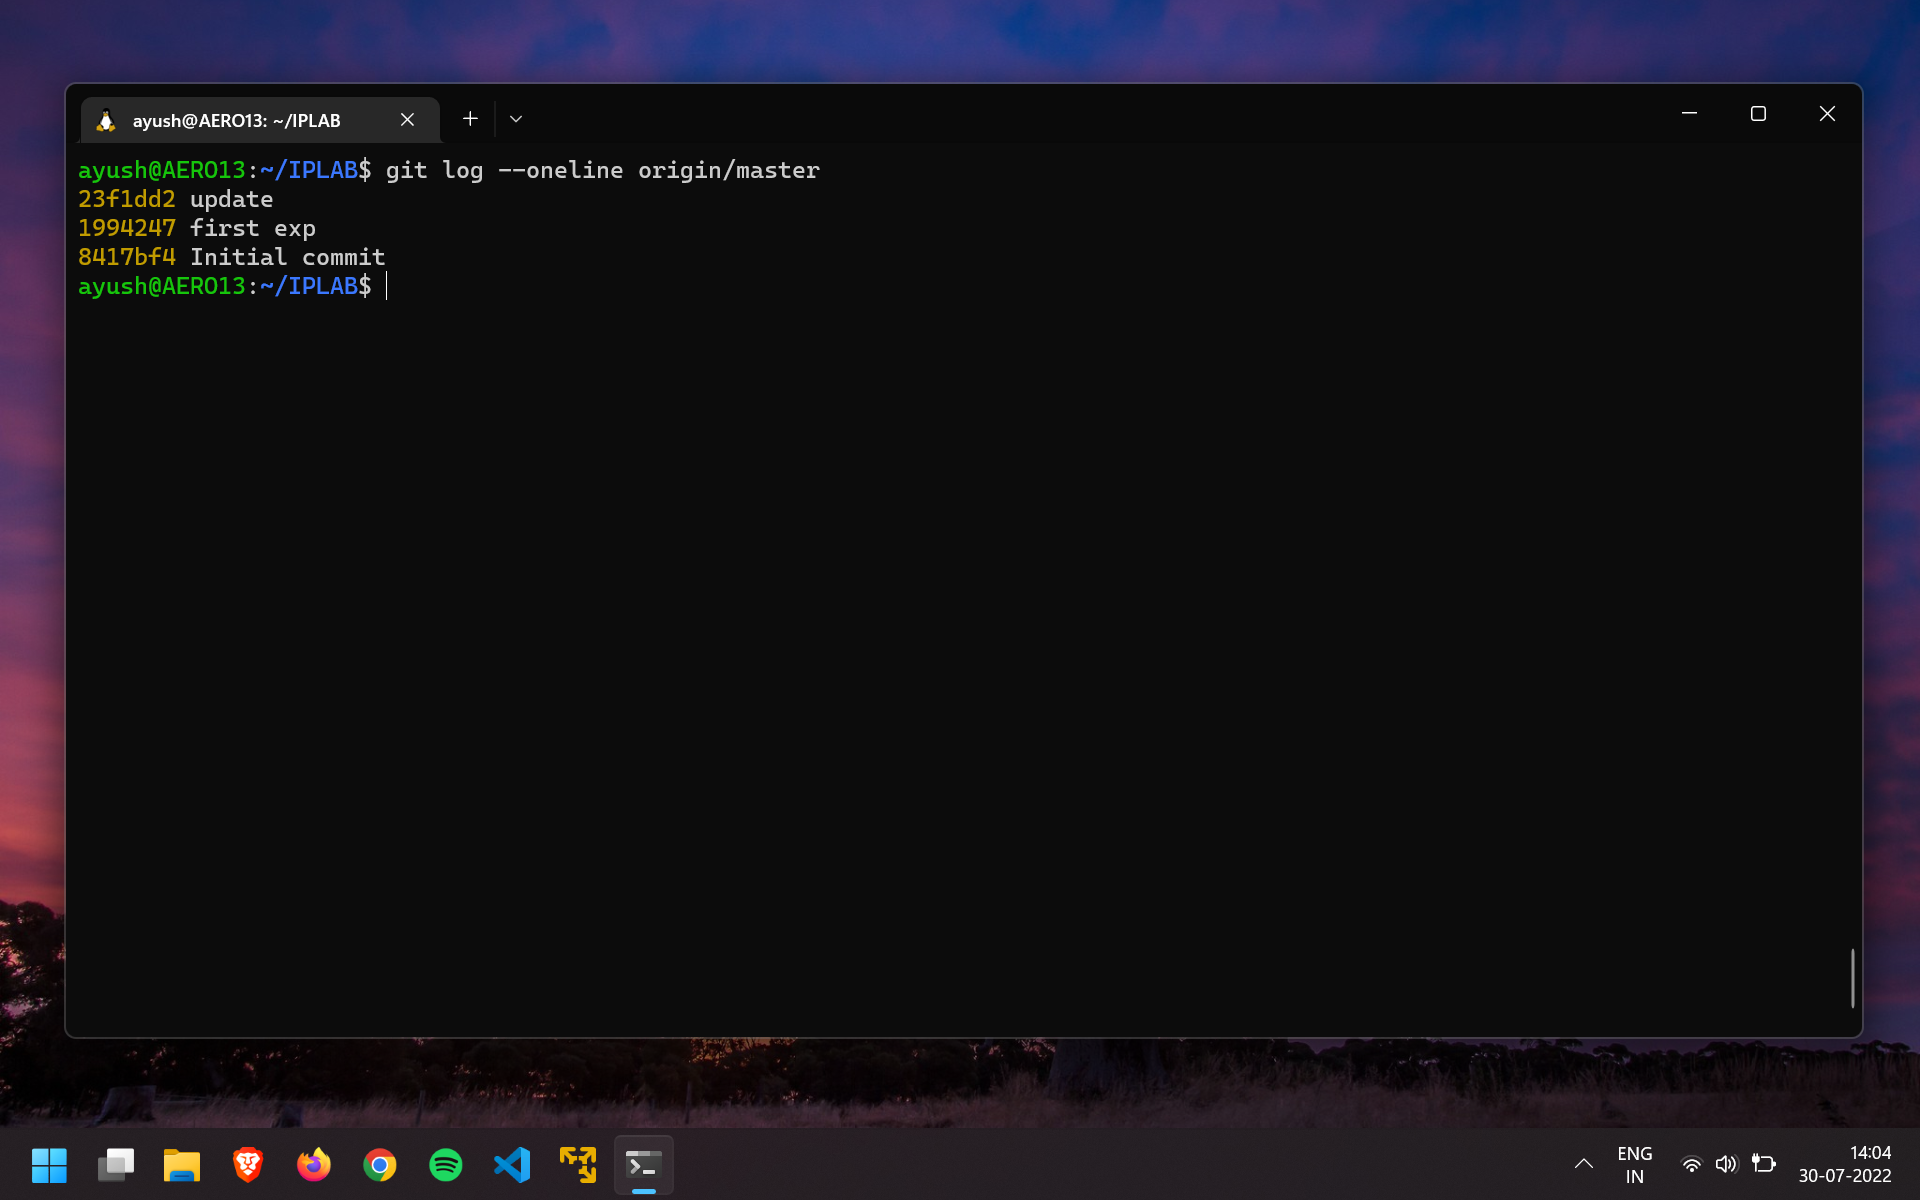 ayush@AERO13: ~/IPLAB
ayush@AERO13:~/IPLAB$ git log --oneline origin/master
23f1dd2 update
1994247 first exp
8417bf4 Initial commit
ayush@AERO13:~/IPLAB$
ENG
IN
14:04
30-07-2022